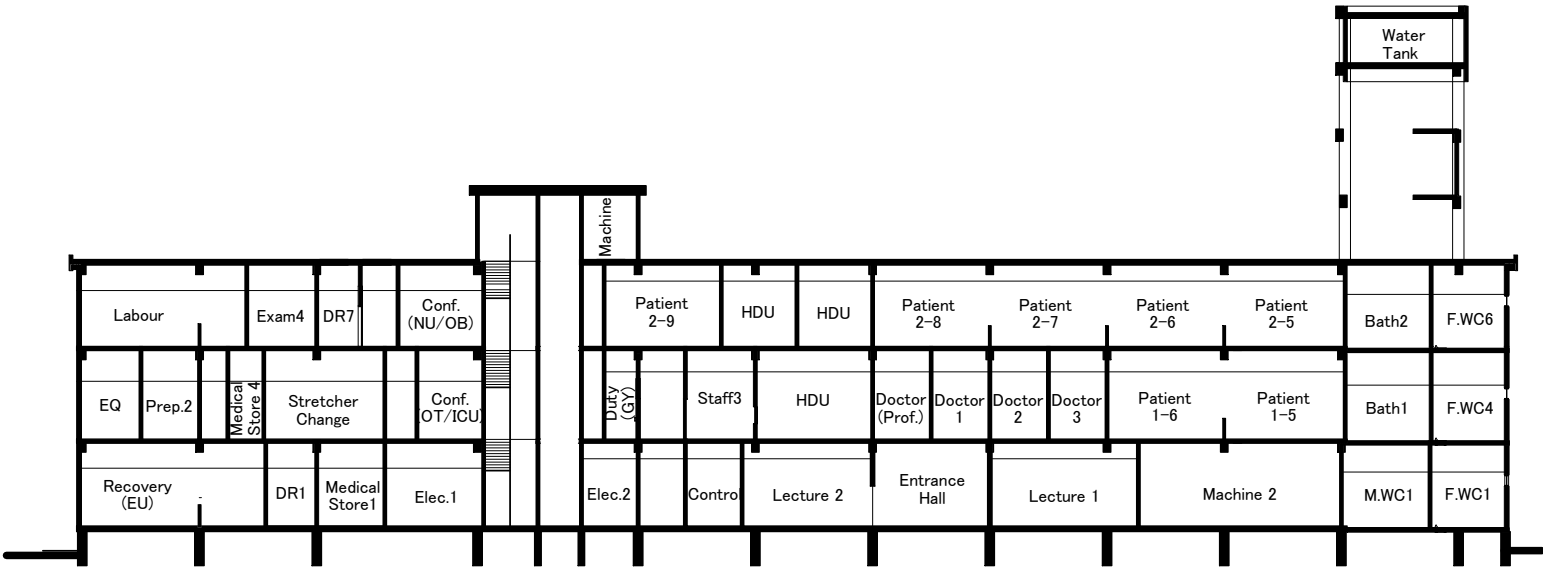 Water
Tank
Machine
Labour
Exam4
DR7
Conf.
(NU/OB)
Patient
2-9
HDU
HDU
Patient
2-8
Patient
2-7
Patient
2-6
Patient
2-5
Bath2
F.WC6
EQ
Prep.2
Medical
Store 4
Stretcher
Change
Conf.
(OT/ICU)
Duty
(GY)
Staff3
HDU
Doctor
(Prof.)
Doctor
1
Doctor
2
Doctor
3
Patient
1-6
Patient
1-5
Bath1
F.WC4
Recovery
(EU)
DR1
Medical
Store1
Elec.1
Elec.2
Control
Lecture 2
Entrance
Hall
Lecture 1
Machine 2
M.WC1
F.WC1